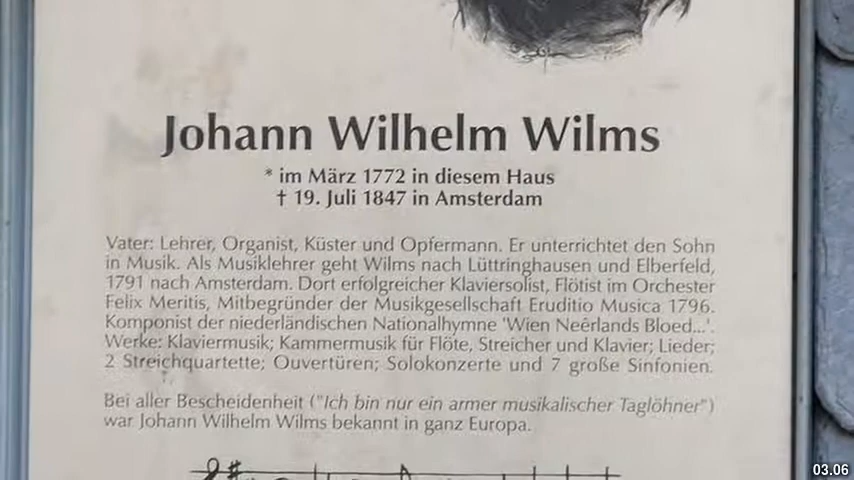 Johann Wilhelm Wilms
* im März 1772 in diesem Haus
† 19. Juli 1847 in Amsterdam
Vater: Lehrer, Organist, Küster und Opfermann. Er unterrichtet den Sohn
in Musik. Als Musiklehrer geht Wilms nach Lüttringhausen und Elberfeld,
1791 nach Amsterdam. Dort erfolgreicher Klaviersolist, Flötist im Orchester
Felix Meritis, Mitbegründer der Musikgesellschaft Eruditio Musica 1796.
Komponist der niederländischen Nationalhymne 'Wien Neêrlands Bloed...'.
Werke: Klaviermusik; Kammermusik für Flöte, Streicher und Klavier; Lieder;
2 Streichquartette; Ouvertüren; Solokonzerte und 7 große Sinfonien.
Bei aller Bescheidenheit ("Ich bin nur ein armer musikalischer Taglöhner")
war Johann Wilhelm Wilms bekannt in ganz Europa.
03.06